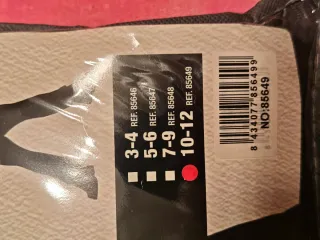 3-4 REF. 85646
5-6 REF. 85647
7-9 REF. 85648
10-12 REF. 85649
8 434077 856499
NO:85649